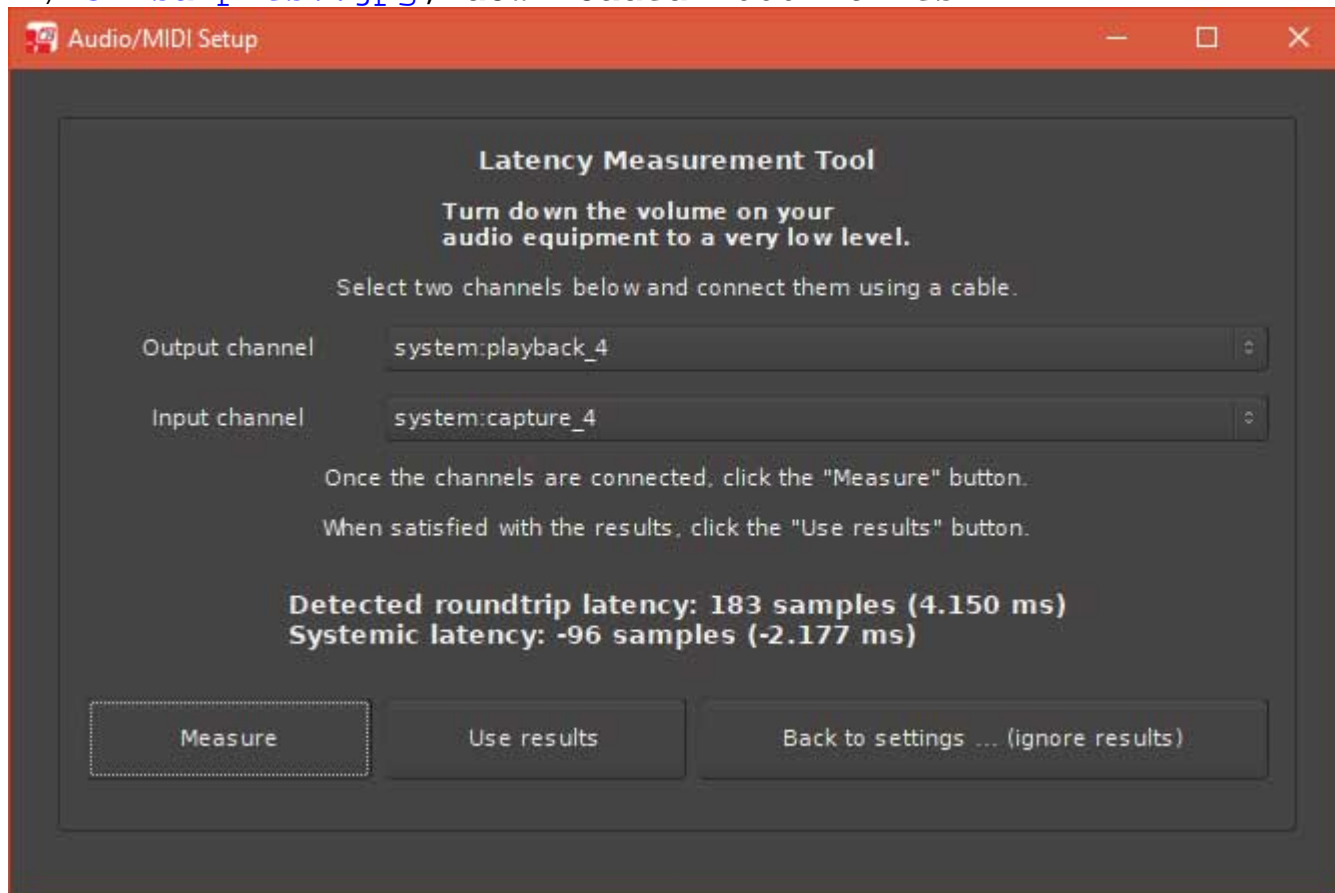 Audio/MIDI Setup
Latency Measurement Tool
Turn down the volume on your
audio equipment to a very low level.
Select two channels below and connect them using a cable.
Output channel system:playback_4
Input channel system:capture_4
Once the channels are connected, click the "Measure" button.
When satisfied with the results, click the "Use results" button.
Detected roundtrip latency: 183 samples (4.150 ms)
Systemic latency: -96 samples (-2.177 ms)
Measure Use results Back to settings ... (ignore results)